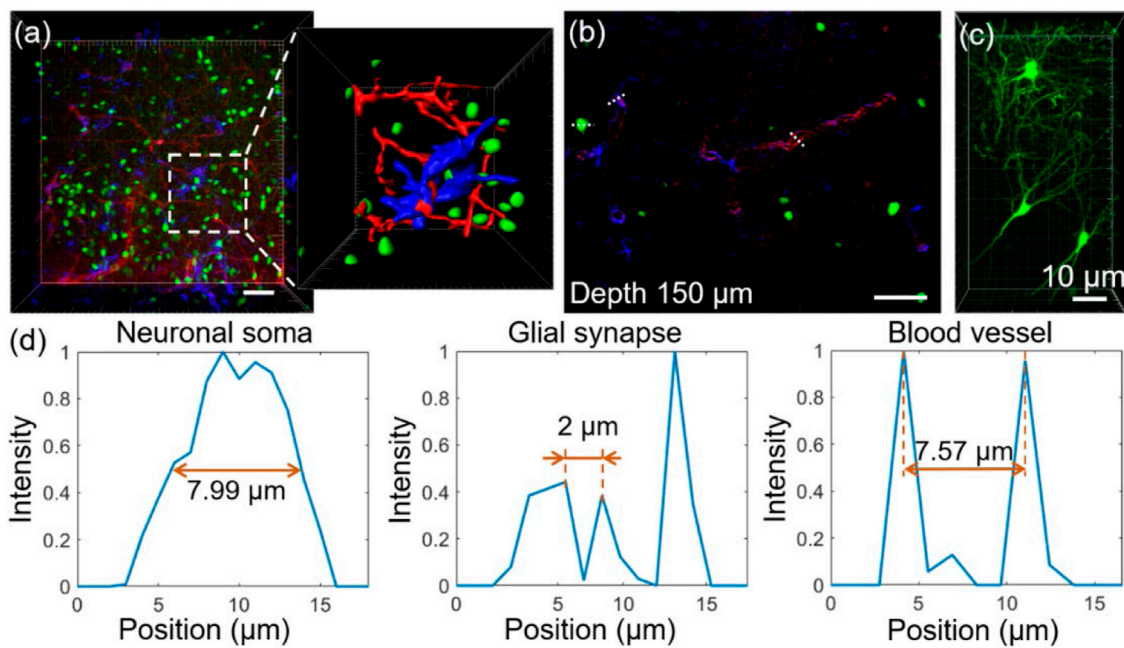 (a)
(b)
(c)
Depth 150 μm
10 μm
(d)
Neuronal soma
Glial synapse
Blood vessel
1
0.8
0.6
0.4
0.2
0
Intensity
7.99 μm
0 5 10 15
Position (μm)
1
0.8
0.6
0.4
0.2
0
Intensity
2 μm
0 5 10 15
Position (μm)
1
0.8
0.6
0.4
0.2
0
Intensity
7.57 μm
0 5 10 15
Position (μm)